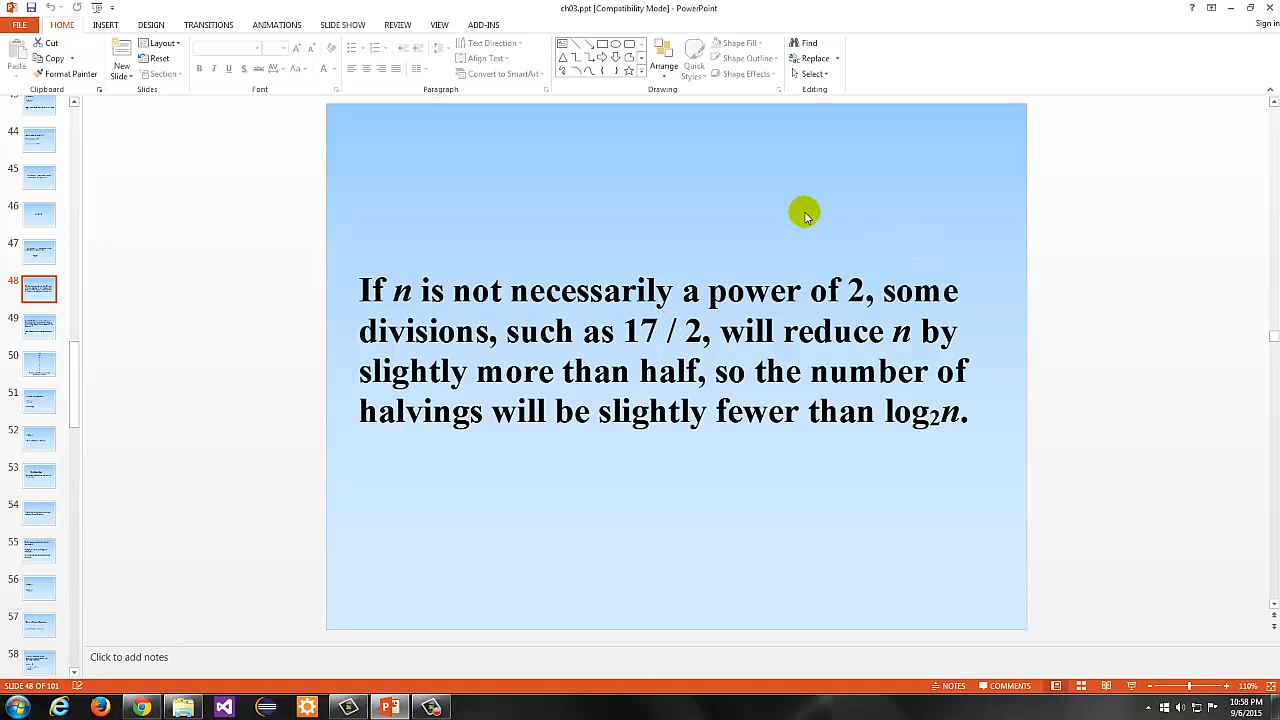 ch03.ppt [Compatibility Mode] - PowerPoint
Sign in
FILE HOME INSERT DESIGN TRANSITIONS ANIMATIONS SLIDE SHOW REVIEW VIEW ADD-INS
Paste
Cut
Copy
Format Painter
Clipboard
New Slide
Layout
Reset
Section
Slides
Font
Text Direction
Align Text
Convert to SmartArt
Paragraph
Arrange
Quick Styles
Shape Fill
Shape Outline
Shape Effects
Drawing
Find
Replace
Select
Editing
44
45
46
47
48
49
50
51
52
53
54
55
56
57
58
If n is not necessarily a power of 2, some
divisions, such as 17 / 2, will reduce n by
slightly more than half, so the number of
halvings will be slightly fewer than log₂n.
Click to add notes
SLIDE 48 OF 101
NOTES
COMMENTS
110%
10:58 PM
9/6/2015